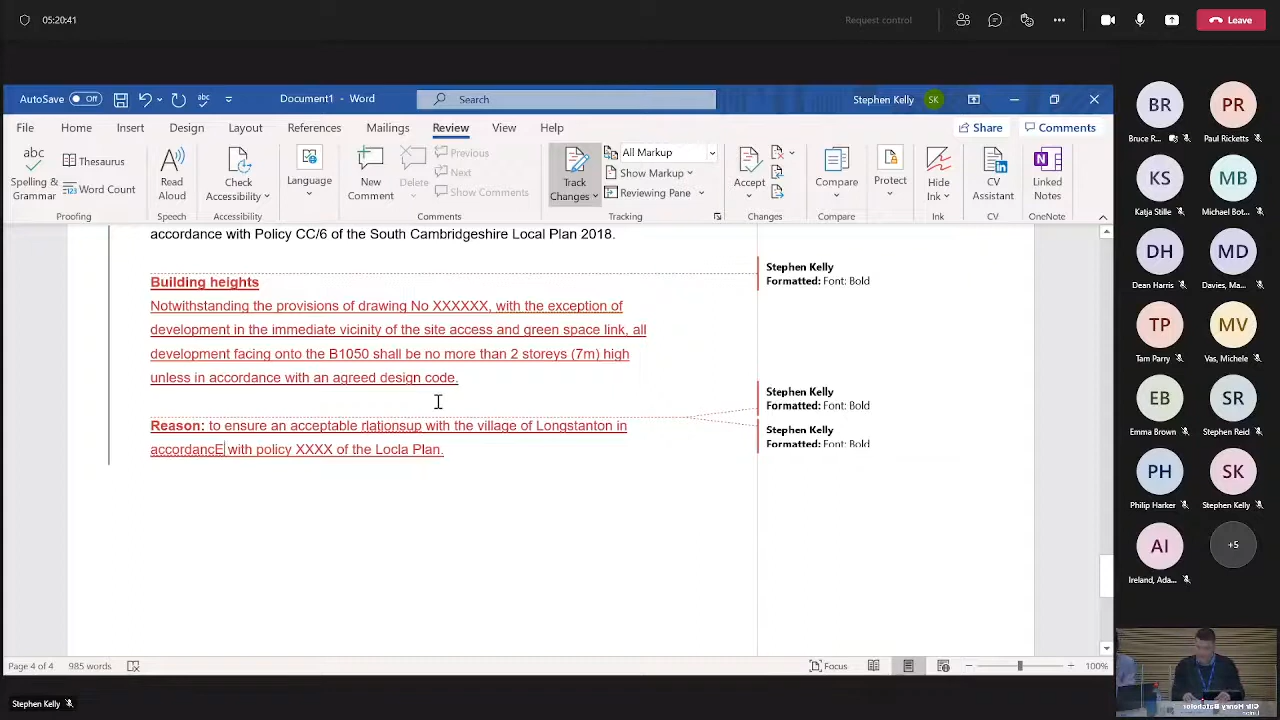 05:20:41
Request control
Leave
AutoSave Off
Document1 - Word
Search
Stephen Kelly SK
File Home Insert Design Layout References Mailings Review View Help
Share Comments
abc
Spelling & Grammar
Thesaurus
Word Count
Proofing
Read Aloud
Speech
Check Accessibility
Accessibility
Language
New Comment
Delete
Previous
Next
Show Comments
Comments
Track Changes
All Markup
Show Markup
Reviewing Pane
Tracking
Accept
Changes
Compare
Compare
Protect
Hide Ink
Ink
CV Assistant
CV
Linked Notes
OneNote
accordance with Policy CC/6 of the South Cambridgeshire Local Plan 2018.
Building heights
Notwithstanding the provisions of drawing No XXXXXX, with the exception of
development in the immediate vicinity of the site access and green space link, all
development facing onto the B1050 shall be no more than 2 storeys (7m) high
unless in accordance with an agreed design code.
Reason: to ensure an acceptable rlationsup with the village of Longstanton in
accordancE with policy XXXX of the Locla Plan.
Stephen Kelly
Formatted: Font: Bold
Stephen Kelly
Formatted: Font: Bold
Stephen Kelly
Formatted: Font: Bold
Page 4 of 4
985 words
Focus
100%
BR
Bruce R...
PR
Paul Ricketts
KS
Katja Stille
MB
Michael Bot...
DH
Dean Harris
MD
Davies, Ma...
TP
Tam Parry
MV
Vas, Michele
EB
Emma Ba...
SR
Stephen Reid
PH
Philip Harker
SK
Stephen Kelly
AI
Ireland, Ada...
+5
Stephen Kelly
Cllr Henry Batchelor